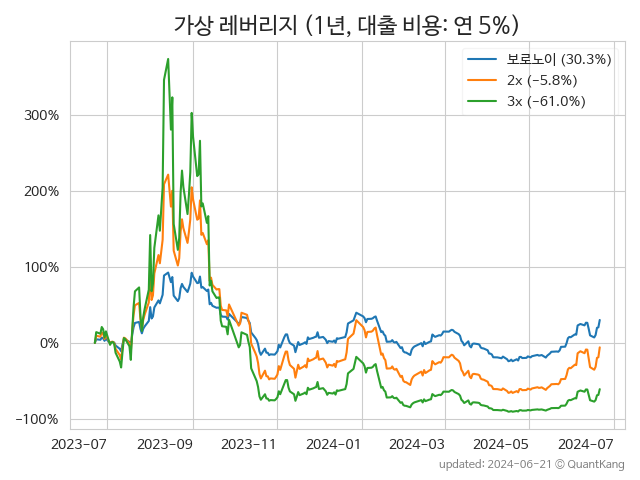 가상 레버리지 (1년, 대출 비용: 연 5%)
보로노이 (30.3%)
2x (−5.8%)
3x (−61.0%)
300%
200%
100%
0%
−100%
2023-07 2023-09 2023-11 2024-01 2024-03 2024-05 2024-07
updated: 2024-06-21 © QuantKang